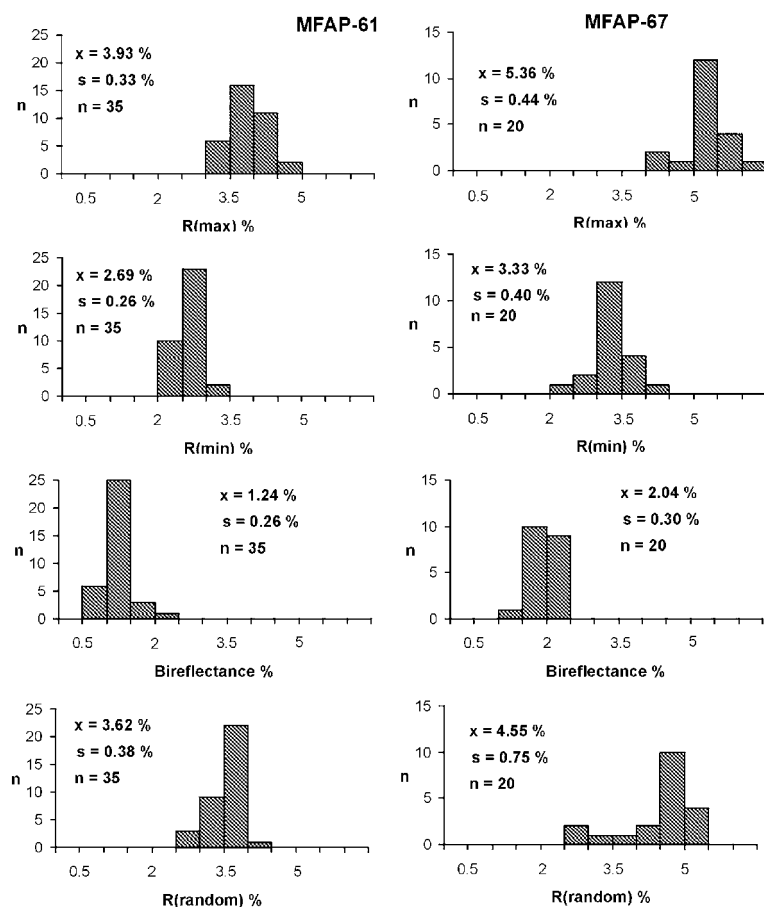 MFAP-61
25
20
15
10
5
0
n
x = 3.93 %
s = 0.33 %
n = 35
0.5 2 3.5 5
R(max) %
MFAP-67
15
10
5
0
n
x = 5.36 %
s = 0.44 %
n = 20
0.5 2 3.5 5
R(max) %
25
20
15
10
5
0
n
x = 2.69 %
s = 0.26 %
n = 35
0.5 2 3.5 5
R(min) %
15
10
5
0
n
x = 3.33 %
s = 0.40 %
n = 20
0.5 2 3.5 5
R(min) %
25
20
15
10
5
0
n
x = 1.24 %
s = 0.26 %
n = 35
0.5 2 3.5 5
Bireflectance %
15
10
5
0
n
x = 2.04 %
s = 0.30 %
n = 20
0.5 2 3.5 5
Bireflectance %
25
20
15
10
5
0
n
x = 3.62 %
s = 0.38 %
n = 35
0.5 2 3.5 5
R(random) %
15
10
5
0
n
x = 4.55 %
s = 0.75 %
n = 20
0.5 2 3.5 5
R(random) %